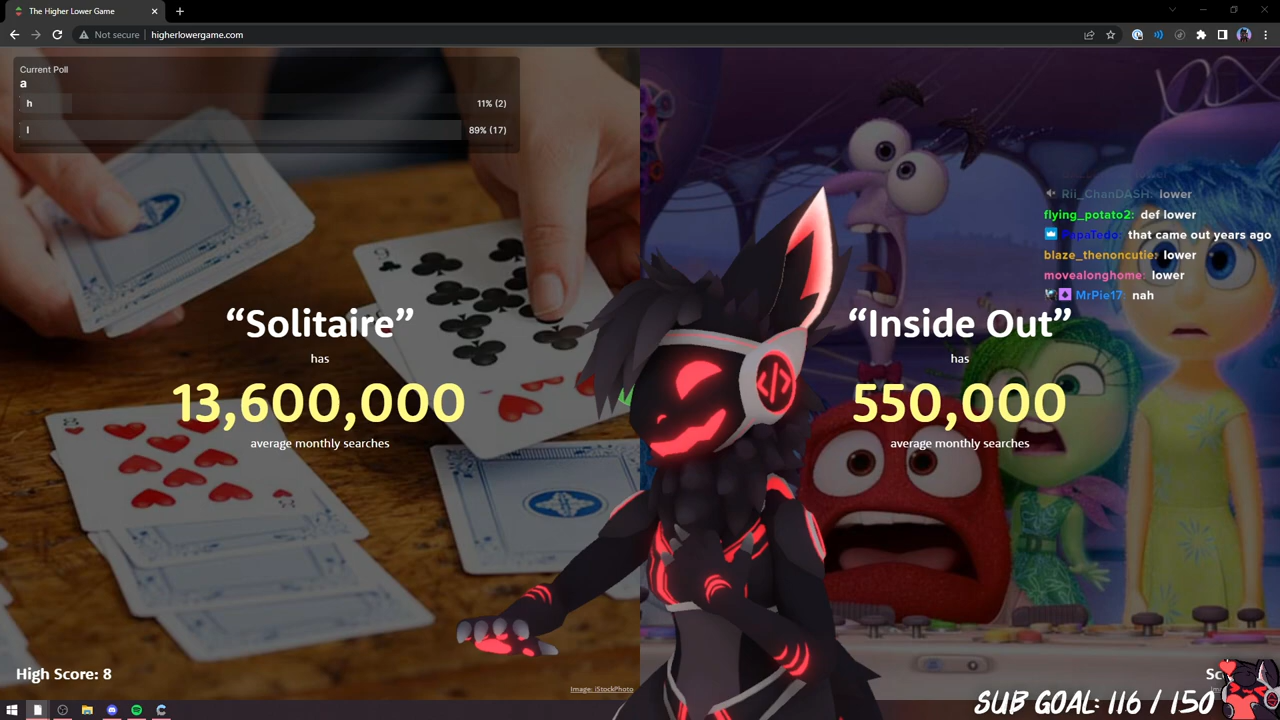 The Higher Lower Game
Not secure
higherlowergame.com
Current Poll
a
h
11% (2)
l
89% (17)
“Solitaire”
has
13,600,000
average monthly searches
High Score: 8
Image: iStockPhoto
Rii_ChanDASH: lower
flying_potato2: def lower
PapaTedo: that came out years ago
blaze_thenoncutie: lower
movealonghome: lower
MrPie17: nah
“Inside Out”
has
550,000
average monthly searches
</>
SUB GOAL: 116 / 150